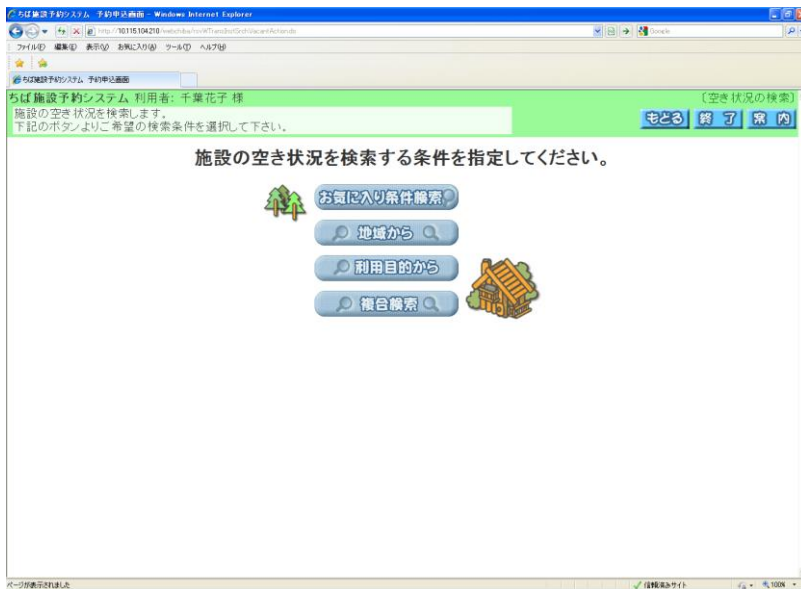 ちば施設予約システム 予約申込画面 - Windows Internet Explorer
Google
ファイル(F) 編集(E) 表示(V) お気に入り(A) ツール(T) ヘルプ(H)
ちば施設予約システム 予約申込画面
ちば施設予約システム 利用者: 千葉花子 様
〔空き状況の検索〕
施設の空き状況を検索します。
下記のボタンよりご希望の検索条件を選択して下さい。
もどる 終了 案内
施設の空き状況を検索する条件を指定してください。
お気に入り条件検索
地域から
利用目的から
複合検索
ページが表示されました
信頼済みサイト
100%